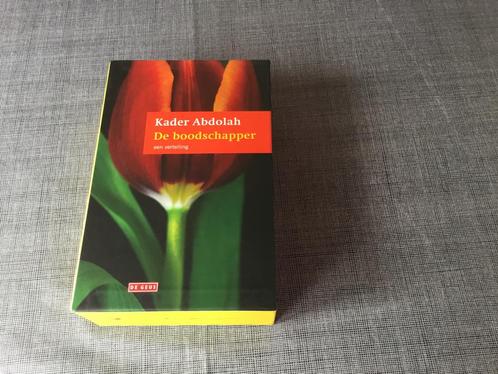 Kader Abdolah
De boodschapper
een vertelling
DE GEUS